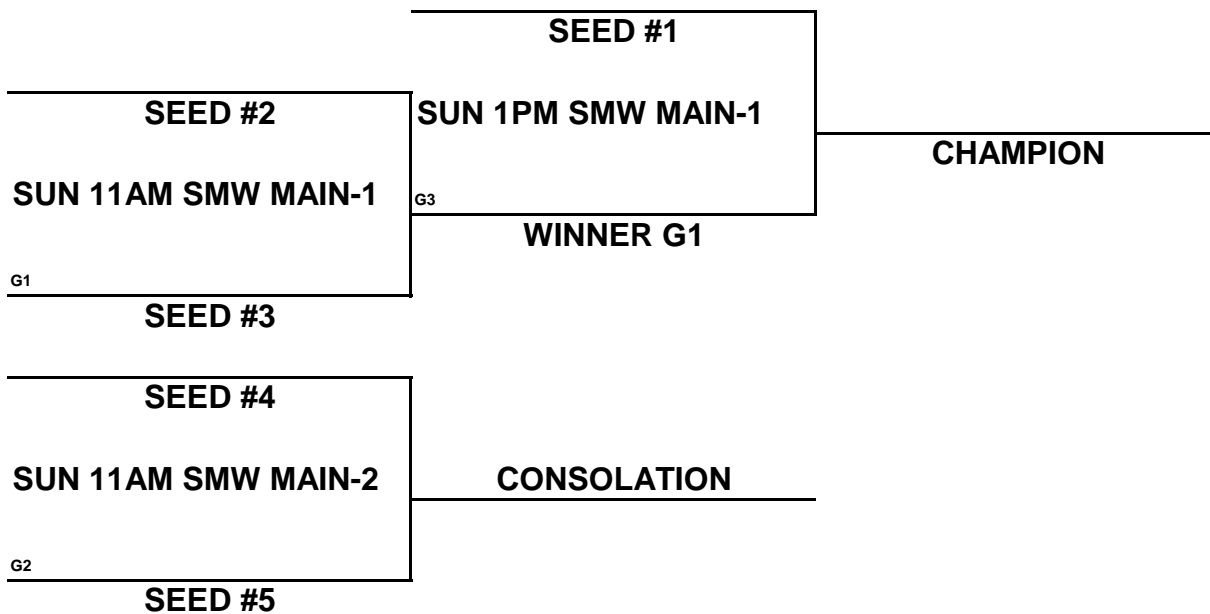 SEED #1
SEED #2
SUN 1PM SMW MAIN-1
CHAMPION
SUN 11AM SMW MAIN-1
G3
WINNER G1
G1
SEED #3
SEED #4
SUN 11AM SMW MAIN-2
CONSOLATION
G2
SEED #5